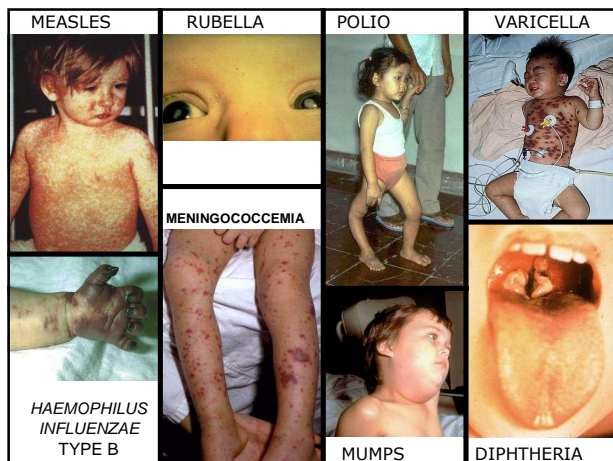 MEASLES
RUBELLA
POLIO
VARICELLA
MENINGOCOCCEMIA
HAEMOPHILUS
INFLUENZAE
TYPE B
MUMPS
DIPHTHERIA